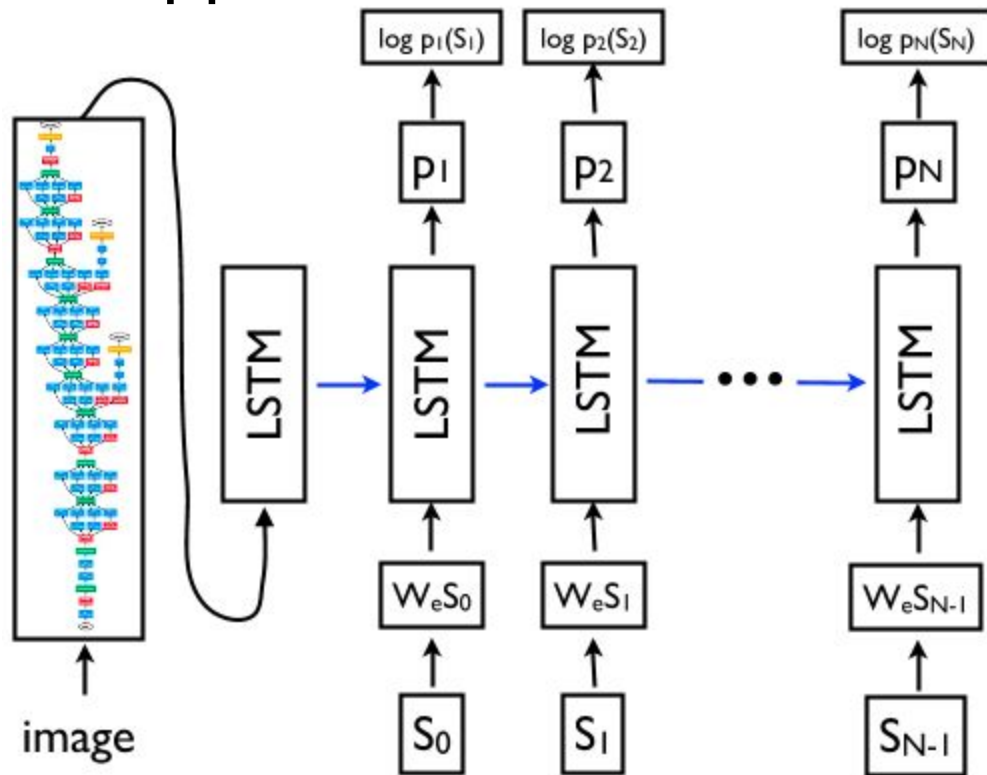 log p₁(S₁) log p₂(S₂) log pN(SN)
p₁ p₂ pN
LSTM LSTM LSTM ••• LSTM
WₑS₀ WₑS₁ WₑSN-1
image S₀ S₁ SN-1